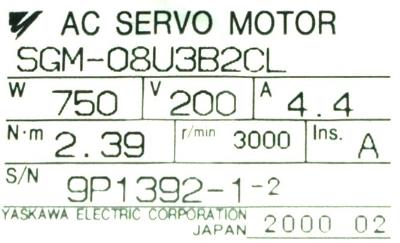 AC SERVO MOTOR
SGM-08U3B2CL
W 750 V 200 A 4.4
N·m 2.39 r/min 3000 Ins. A
S/N 9P1392-1-2
YASKAWA ELECTRIC CORPORATION
JAPAN 2000 02